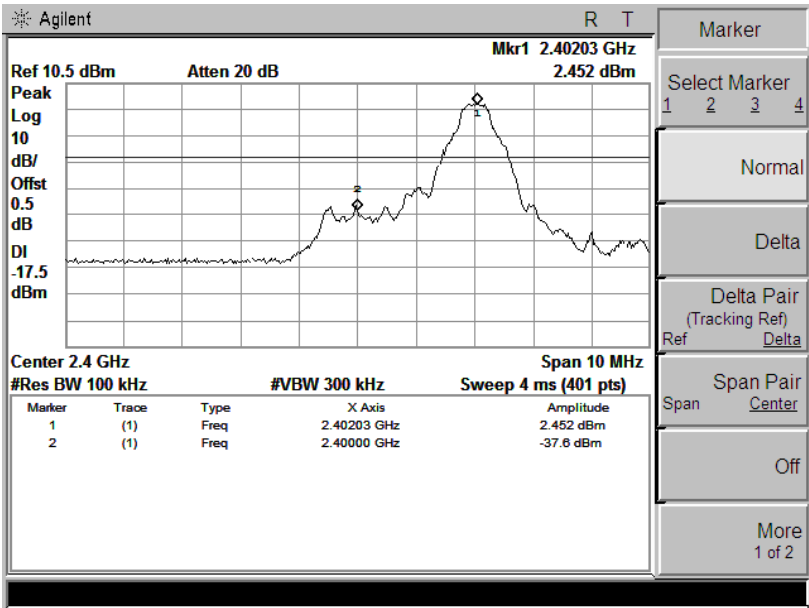 Agilent R T
Mkr1 2.40203 GHz
Ref 10.5 dBm Atten 20 dB 2.452 dBm
Peak
Log
10
dB/
Offst
0.5
dB
DI
-17.5
dBm
1
2
Center 2.4 GHz Span 10 MHz
#Res BW 100 kHz #VBW 300 kHz Sweep 4 ms (401 pts)
Marker Trace Type X Axis Amplitude
1 (1) Freq 2.40203 GHz 2.452 dBm
2 (1) Freq 2.40000 GHz -37.6 dBm
Marker
Select Marker
1 2 3 4
Normal
Delta
Delta Pair
(Tracking Ref)
Ref Delta
Span Pair
Span Center
Off
More
1 of 2